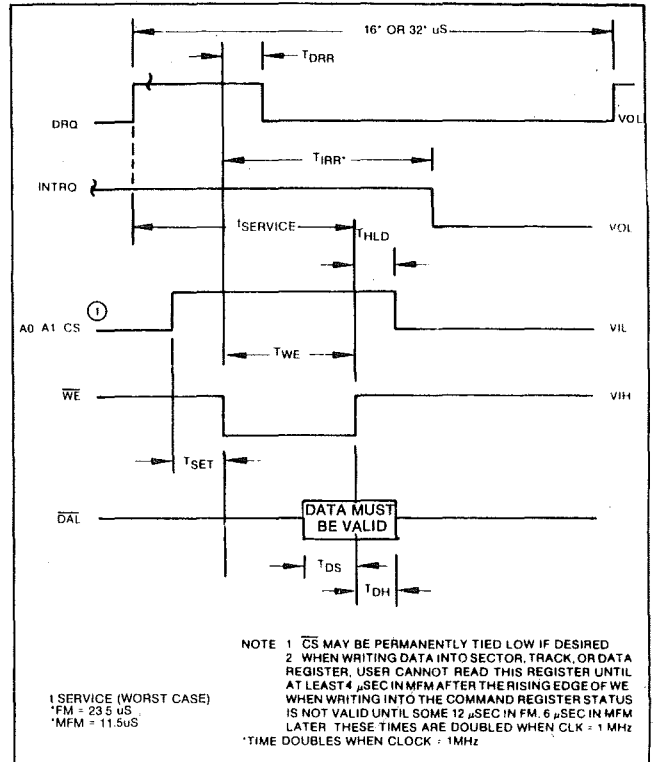 16* OR 32* uS
TDRR
DRQ
VOL
TIRR*
INTRQ
VOL
tSERVICE
THLD
1
A0 A1 CS
VIL
TWE
WE
VIH
TSET
DAL
DATA MUST
BE VALID
TDS
TDH
NOTE 1 CS MAY BE PERMANENTLY TIED LOW IF DESIRED
2 WHEN WRITING DATA INTO SECTOR, TRACK, OR DATA
REGISTER, USER CANNOT READ THIS REGISTER UNTIL
AT LEAST 4 µSEC IN MFM AFTER THE RISING EDGE OF WE
WHEN WRITING INTO THE COMMAND REGISTER STATUS
IS NOT VALID UNTIL SOME 12 µSEC IN FM, 6 µSEC IN MFM
LATER THESE TIMES ARE DOUBLED WHEN CLK = 1 MHz
*TIME DOUBLES WHEN CLOCK = 1MHz
t SERVICE (WORST CASE)
*FM = 23 5 uS
*MFM = 11.5uS